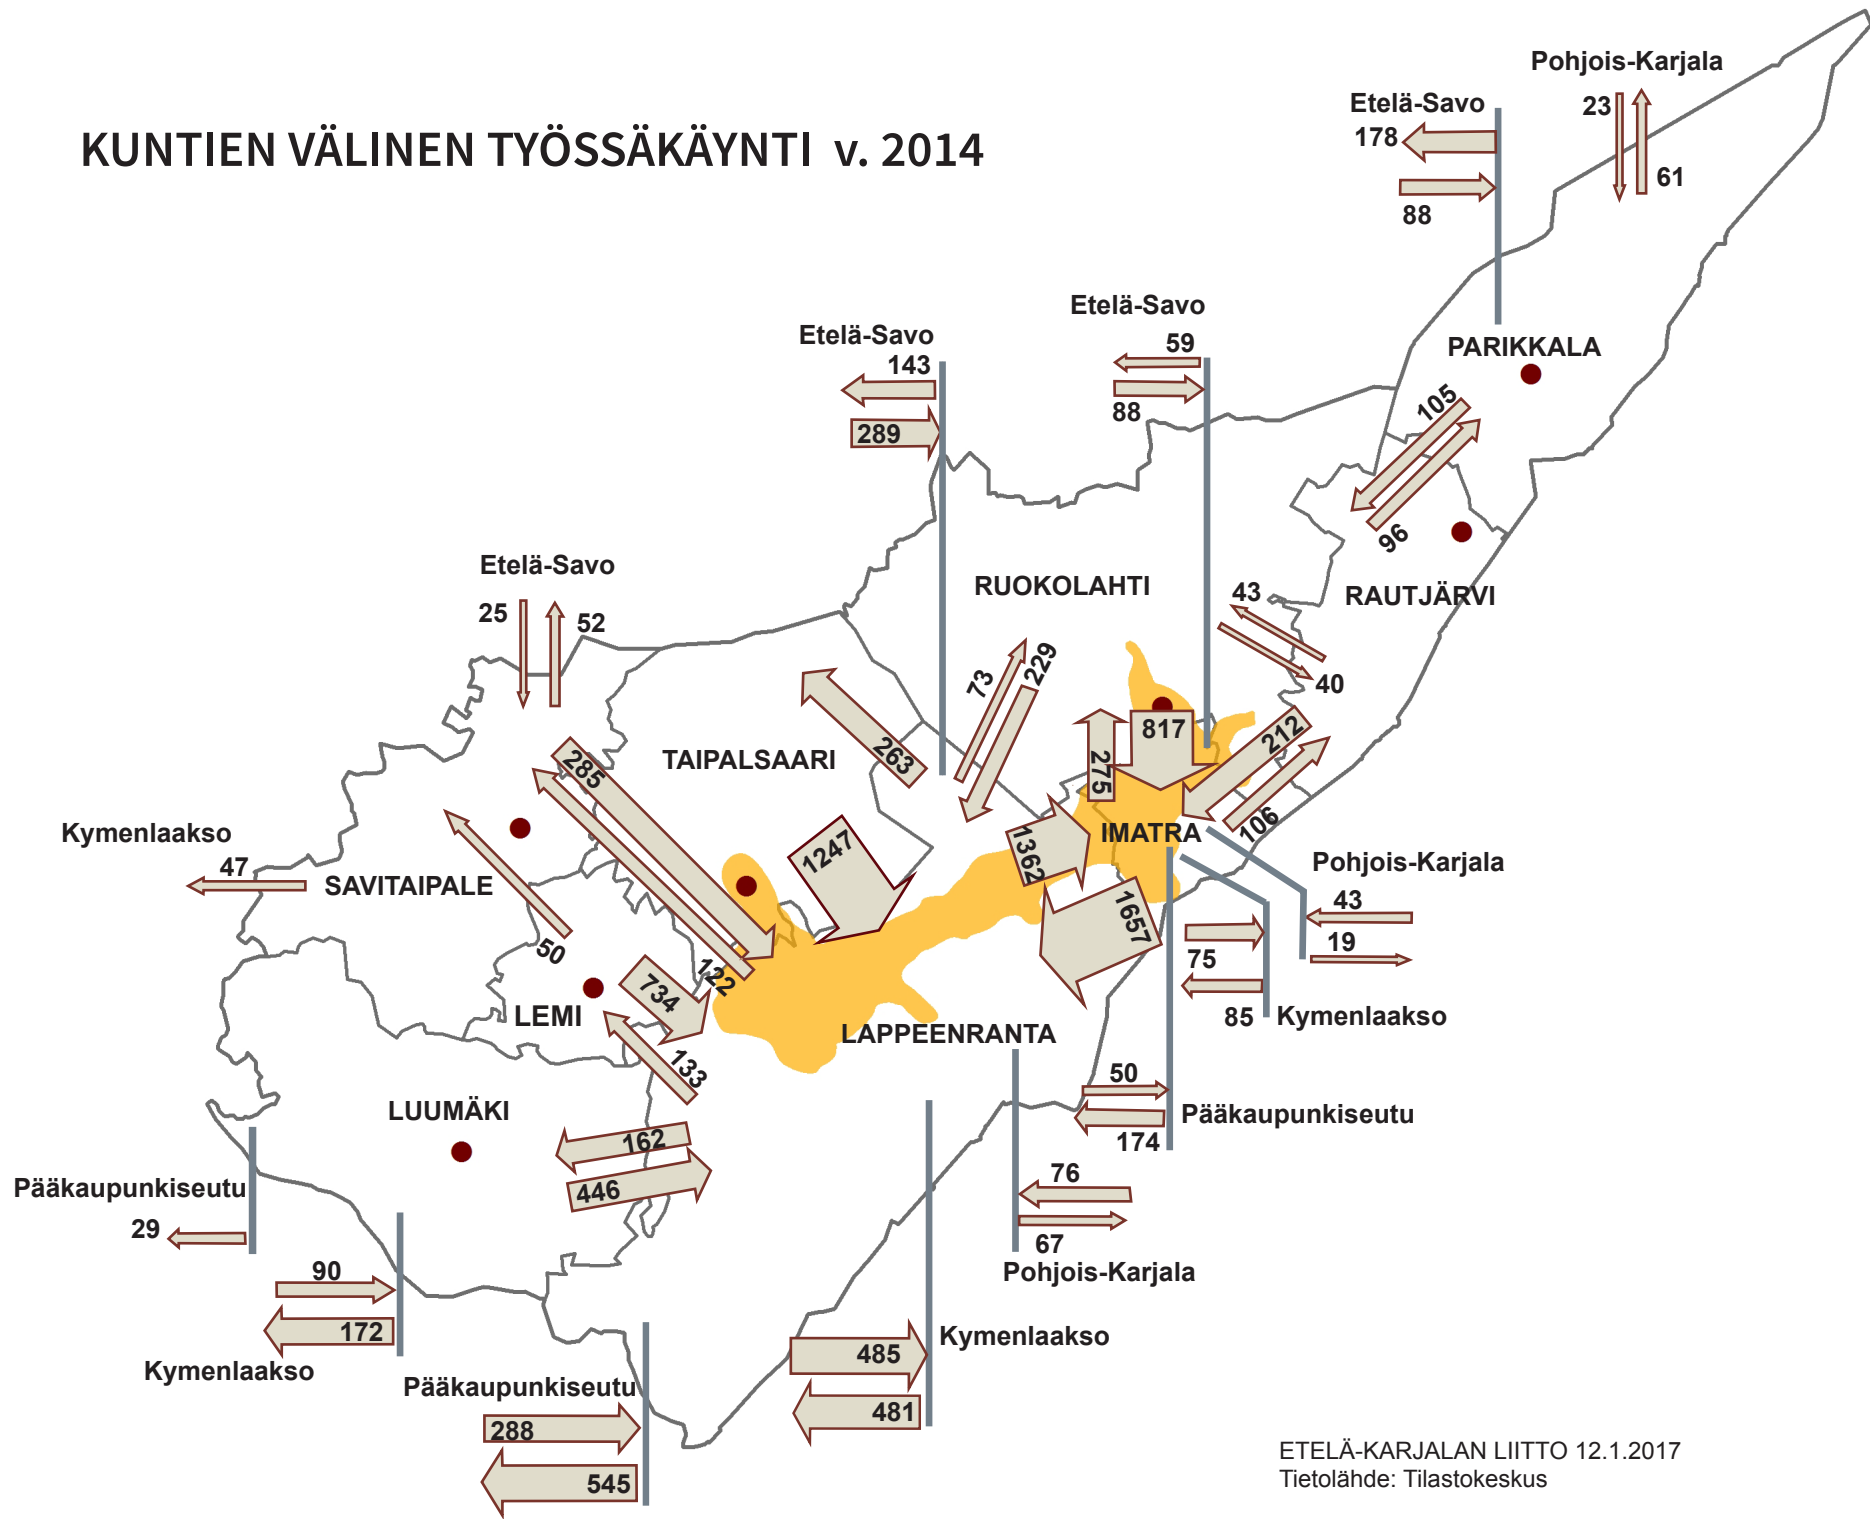 KUNTIEN VÄLINEN TYÖSSÄKÄYNTI v. 2014
Pohjois-Karjala
23
61
Etelä-Savo
178
88
PARIKKALA
Etelä-Savo
59
88
Etelä-Savo
143
289
105
96
RAUTJÄRVI
RUOKOLAHTI
43
40
Etelä-Savo
25
52
73
229
263
TAIPALSAARI
275
817
212
106
IMATRA
285
122
1247
1362
1657
Kymenlaakso
47
SAVITAIPALE
50
Pohjois-Karjala
43
19
75
85
Kymenlaakso
LEMI
734
133
LAPPEENRANTA
50
174
Pääkaupunkiseutu
LUUMÄKI
162
446
76
67
Pohjois-Karjala
Pääkaupunkiseutu
29
90
172
Kymenlaakso
Kymenlaakso
485
481
Pääkaupunkiseutu
288
545
ETELÄ-KARJALAN LIITTO 12.1.2017
Tietolähde: Tilastokeskus